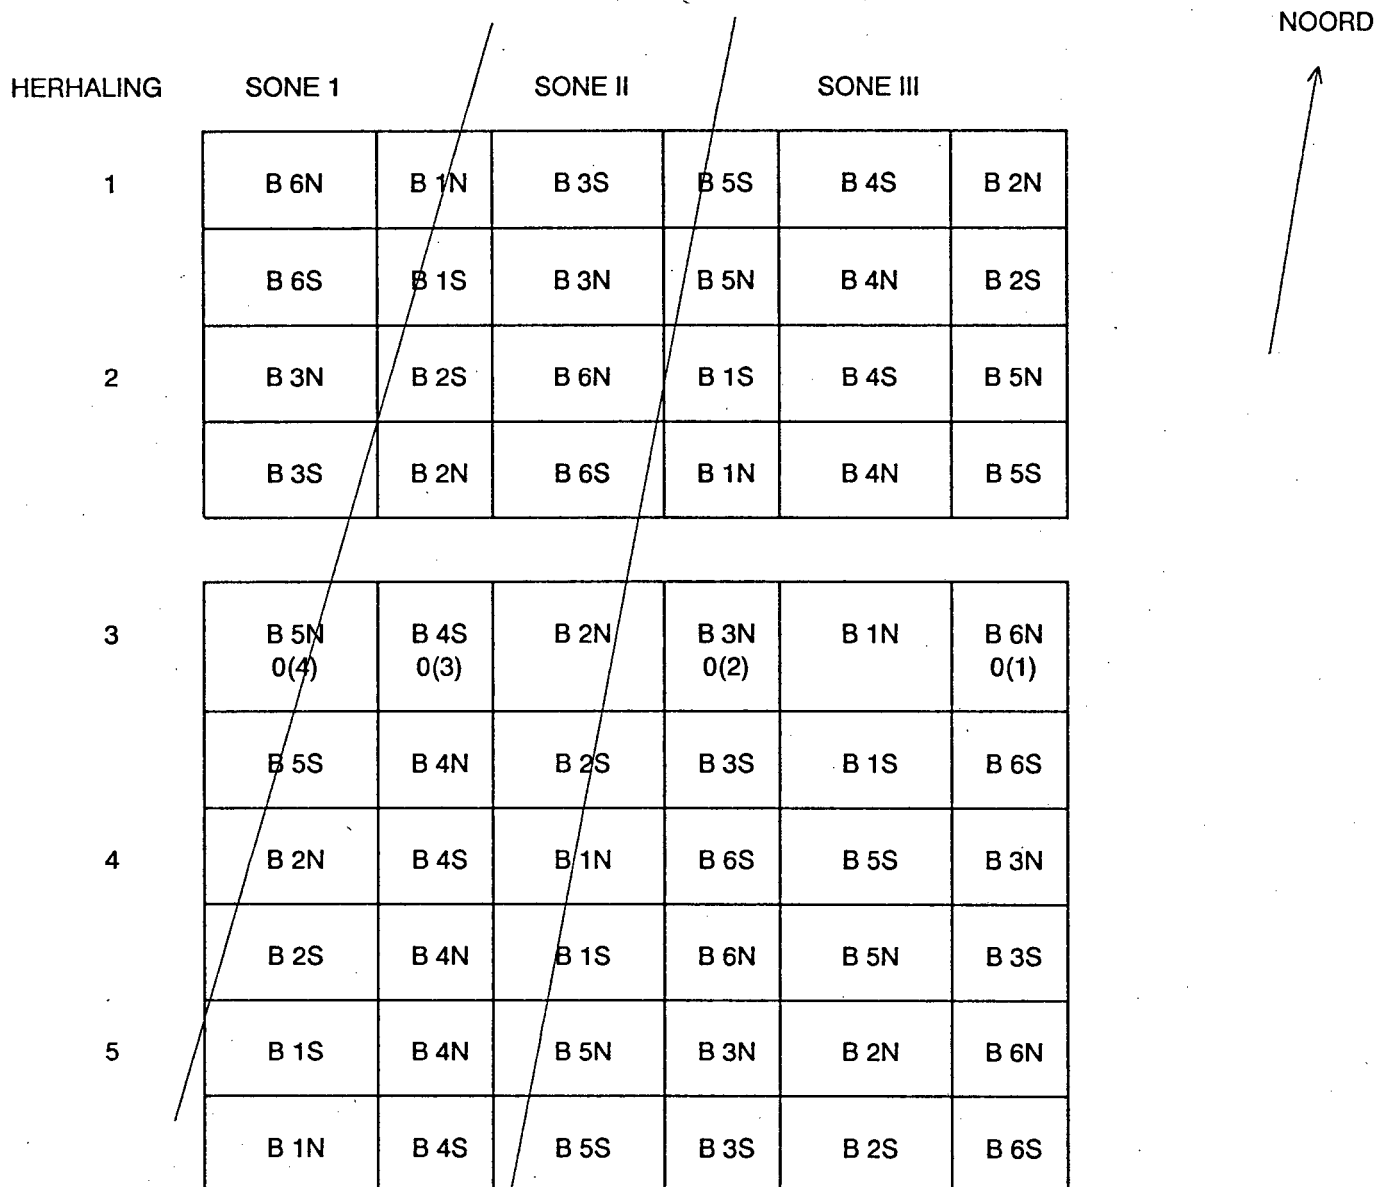 NOORD
HERHALING SONE 1 SONE II SONE III
1 B 6N B 1N B 3S B 5S B 4S B 2N
B 6S B 1S B 3N B 5N B 4N B 2S
2 B 3N B 2S B 6N B 1S B 4S B 5N
B 3S B 2N B 6S B 1N B 4N B 5S
3 B 5N B 4S B 2N B 3N B 1N B 6N
0(4) 0(3) 0(2) 0(1)
B 5S B 4N B 2S B 3S B 1S B 6S
4 B 2N B 4S B 1N B 6S B 5S B 3N
B 2S B 4N B 1S B 6N B 5N B 3S
5 B 1S B 4N B 5N B 3N B 2N B 6N
B 1N B 4S B 5S B 3S B 2S B 6S